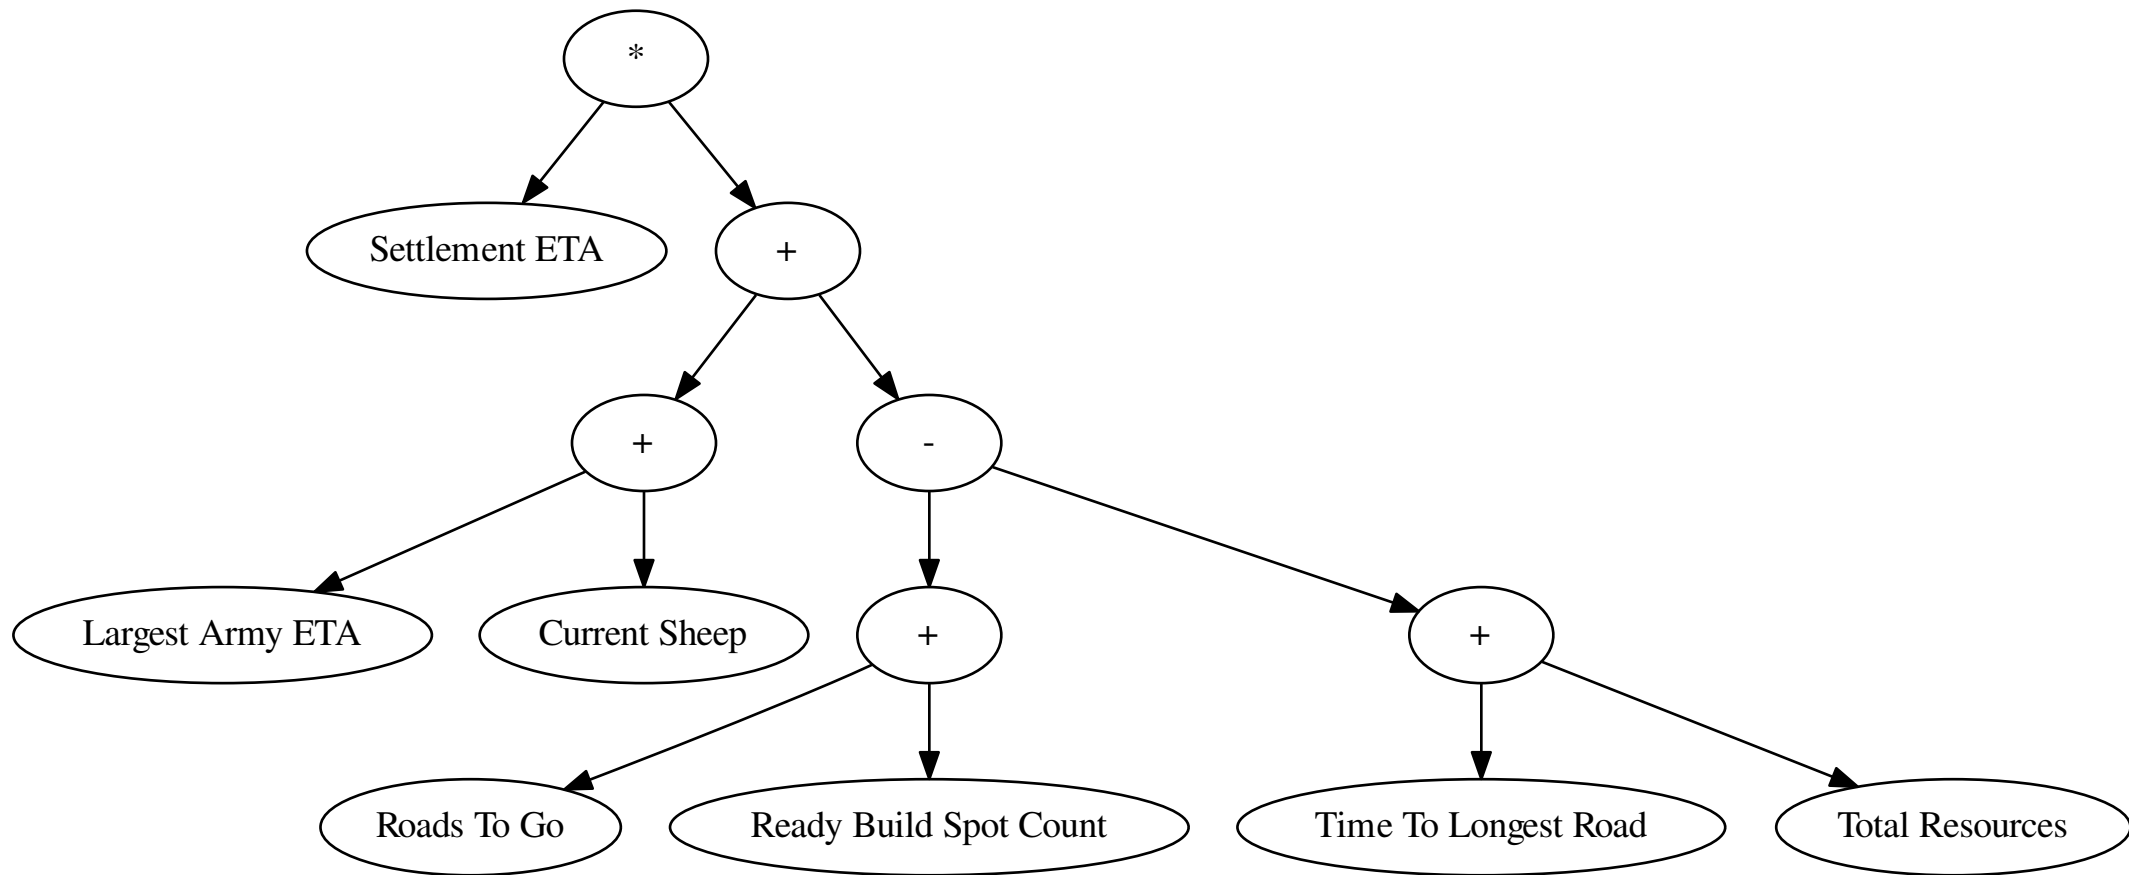 *
Settlement ETA
+
+
-
Largest Army ETA
Current Sheep
+
+
Roads To Go
Ready Build Spot Count
Time To Longest Road
Total Resources